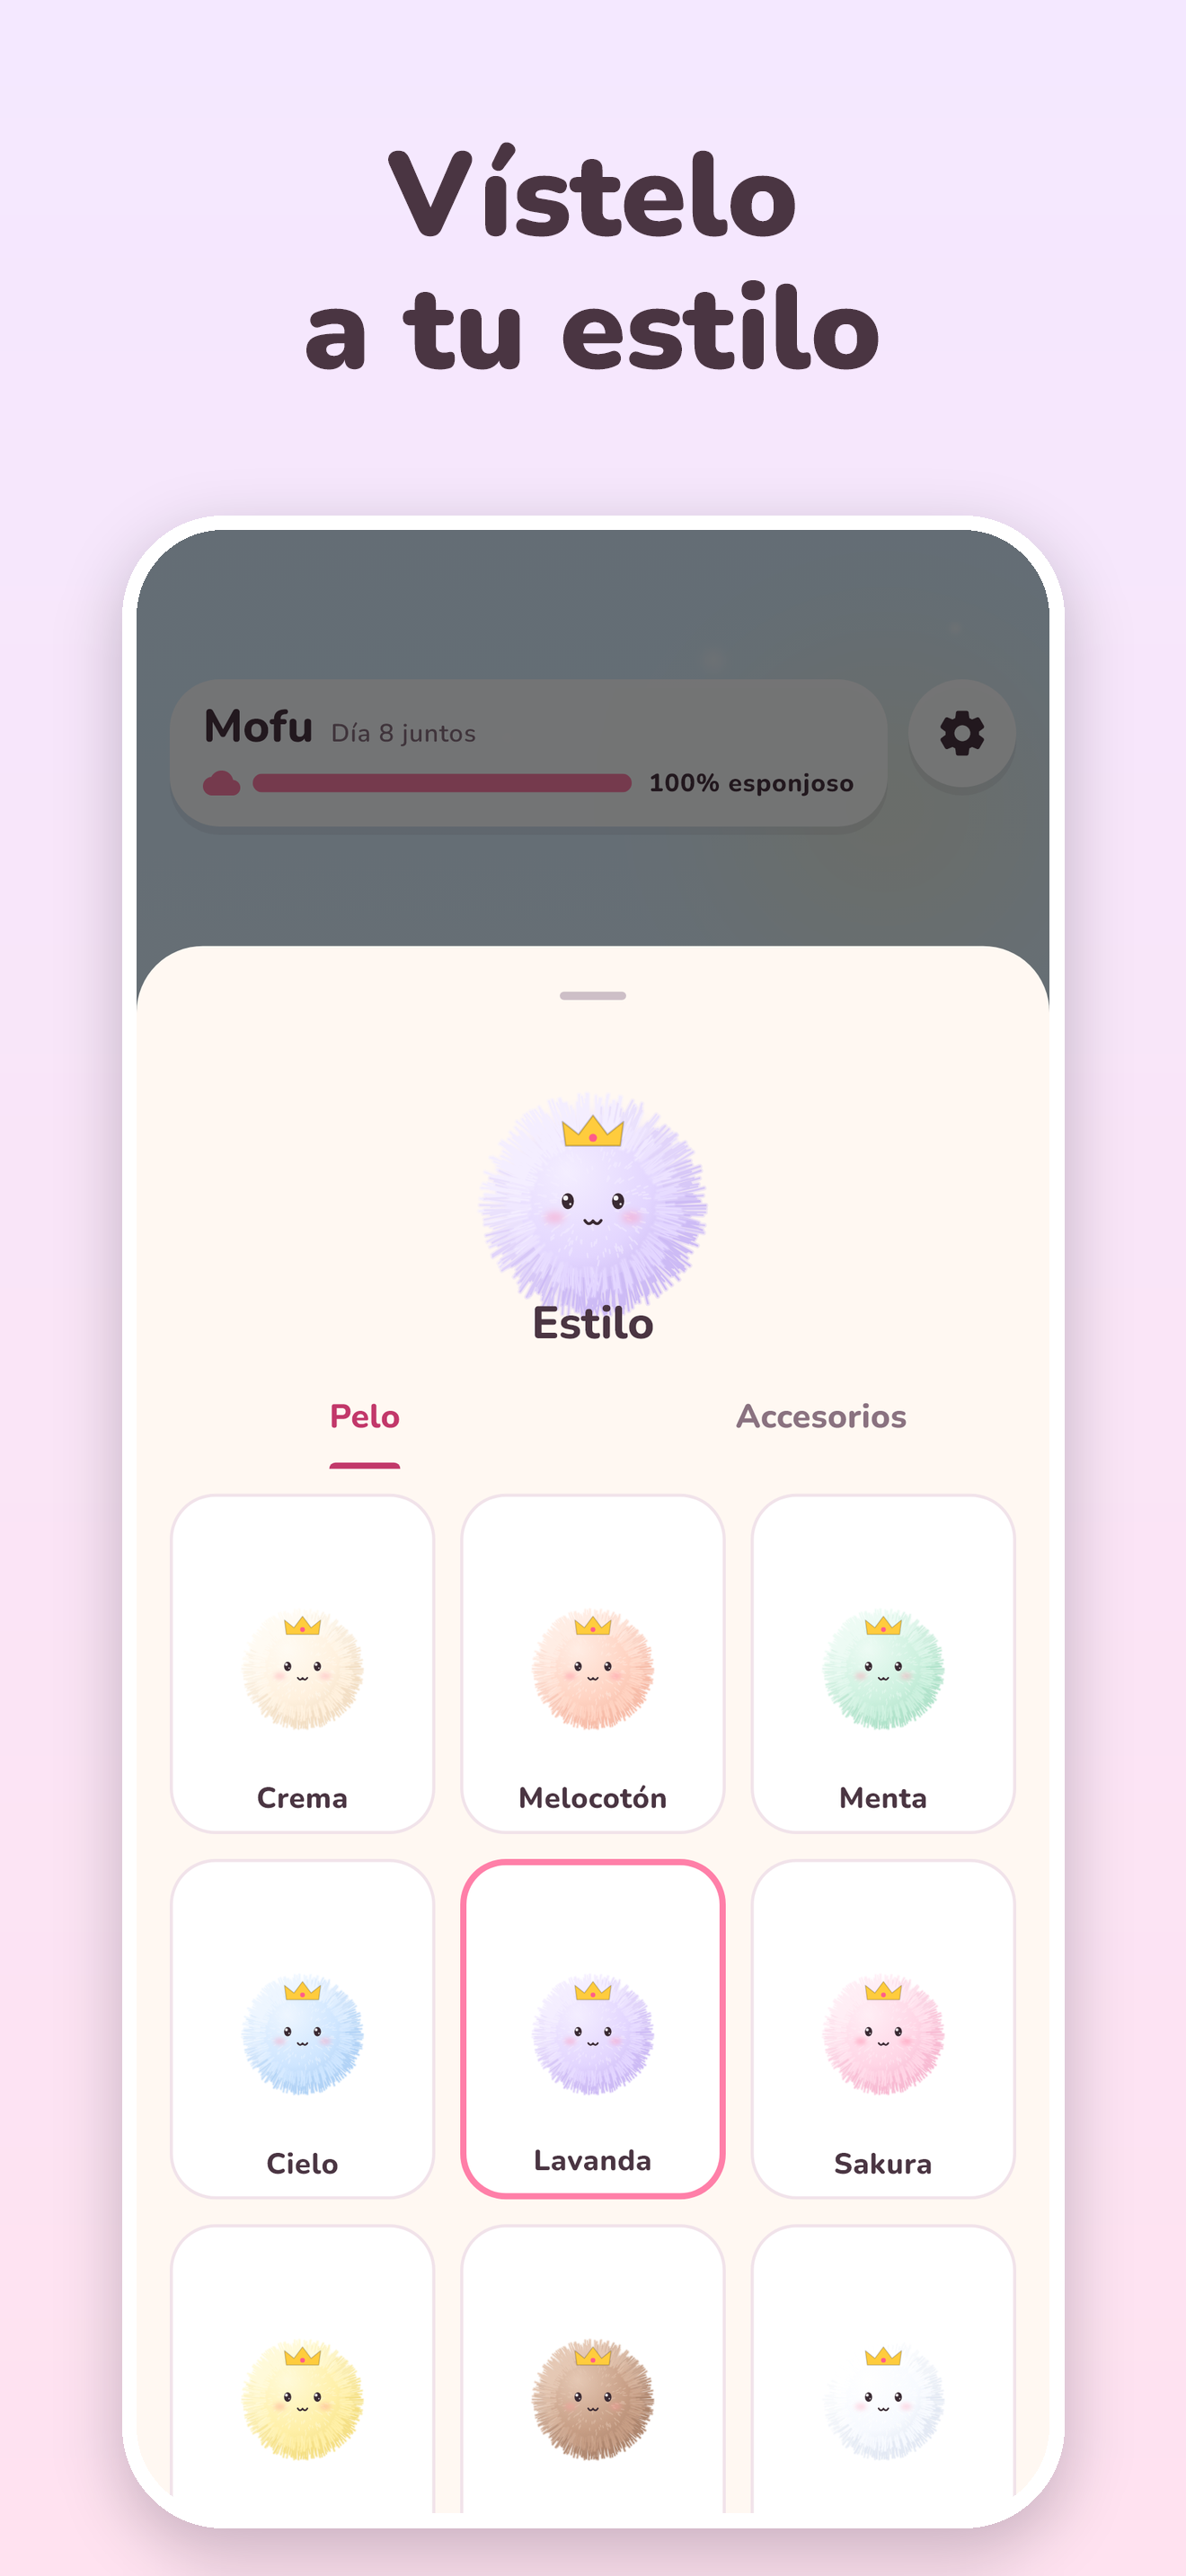 Vístelo
a tu estilo
Mofu Día 8 juntos
100% esponjoso
Estilo
Pelo Accesorios
Crema Melocotón Menta
Cielo Lavanda Sakura